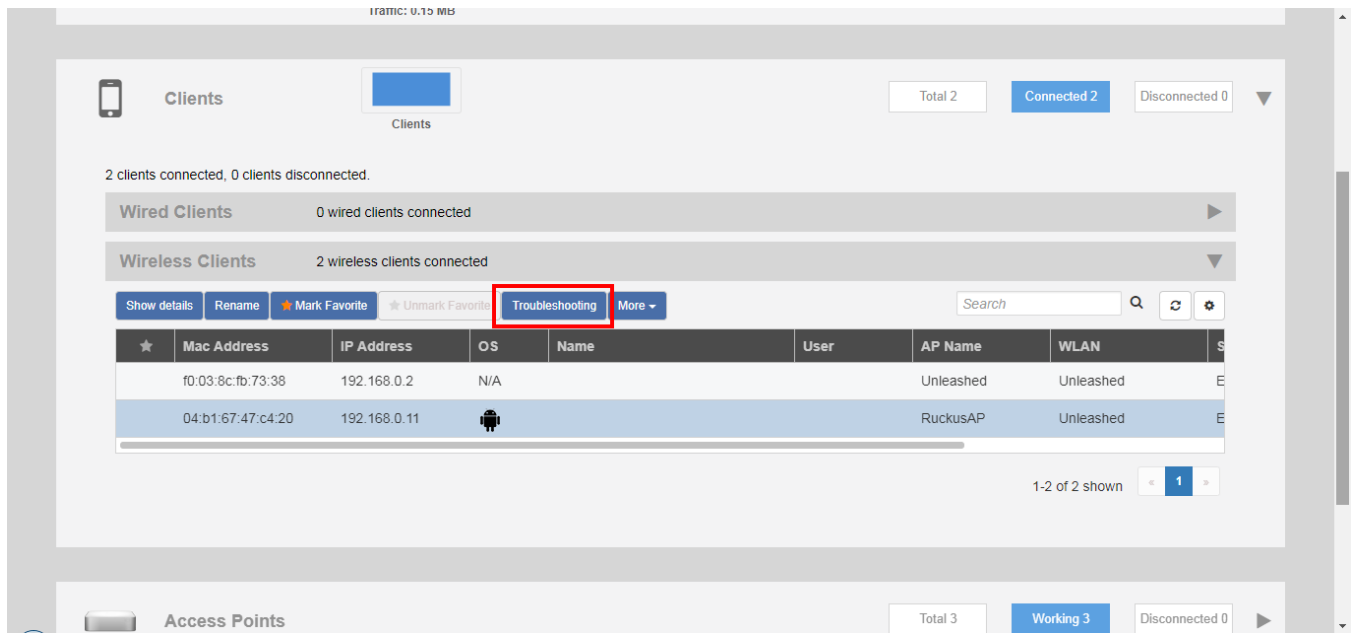 Traffic: 0.15 MB
Clients
Clients
Total 2
Connected 2
Disconnected 0
2 clients connected, 0 clients disconnected.
Wired Clients 0 wired clients connected
Wireless Clients 2 wireless clients connected
Show details Rename Mark Favorite Unmark Favorite Troubleshooting More Search
Mac Address IP Address OS Name User AP Name WLAN S
f0:03:8c:fb:73:38 192.168.0.2 N/A Unleashed Unleashed E
04:b1:67:47:c4:20 192.168.0.11 RuckusAP Unleashed E
1-2 of 2 shown « 1 »
Access Points Total 3 Working 3 Disconnected 0